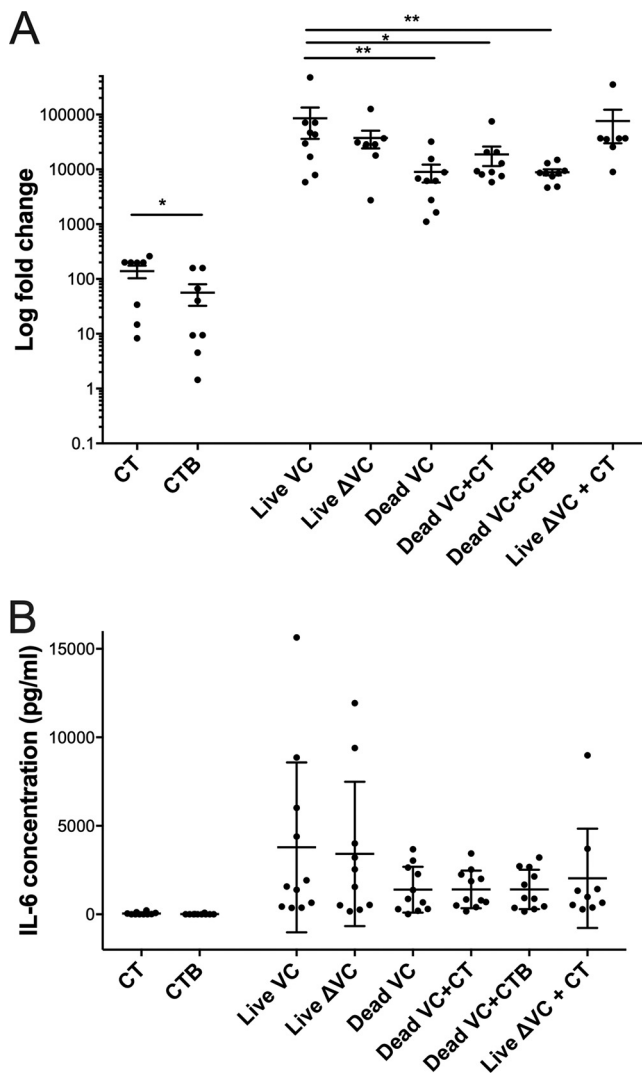 A
**
*
**
100000
10000
1000
100
10
1
0.1
Log fold change
*
CT
CTB
Live VC
Live ΔVC
Dead VC
Dead VC+CT
Dead VC+CTB
Live ΔVC + CT
B
15000
10000
5000
0
IL-6 concentration (pg/ml)
CT
CTB
Live VC
Live ΔVC
Dead VC
Dead VC+CT
Dead VC+CTB
Live ΔVC + CT